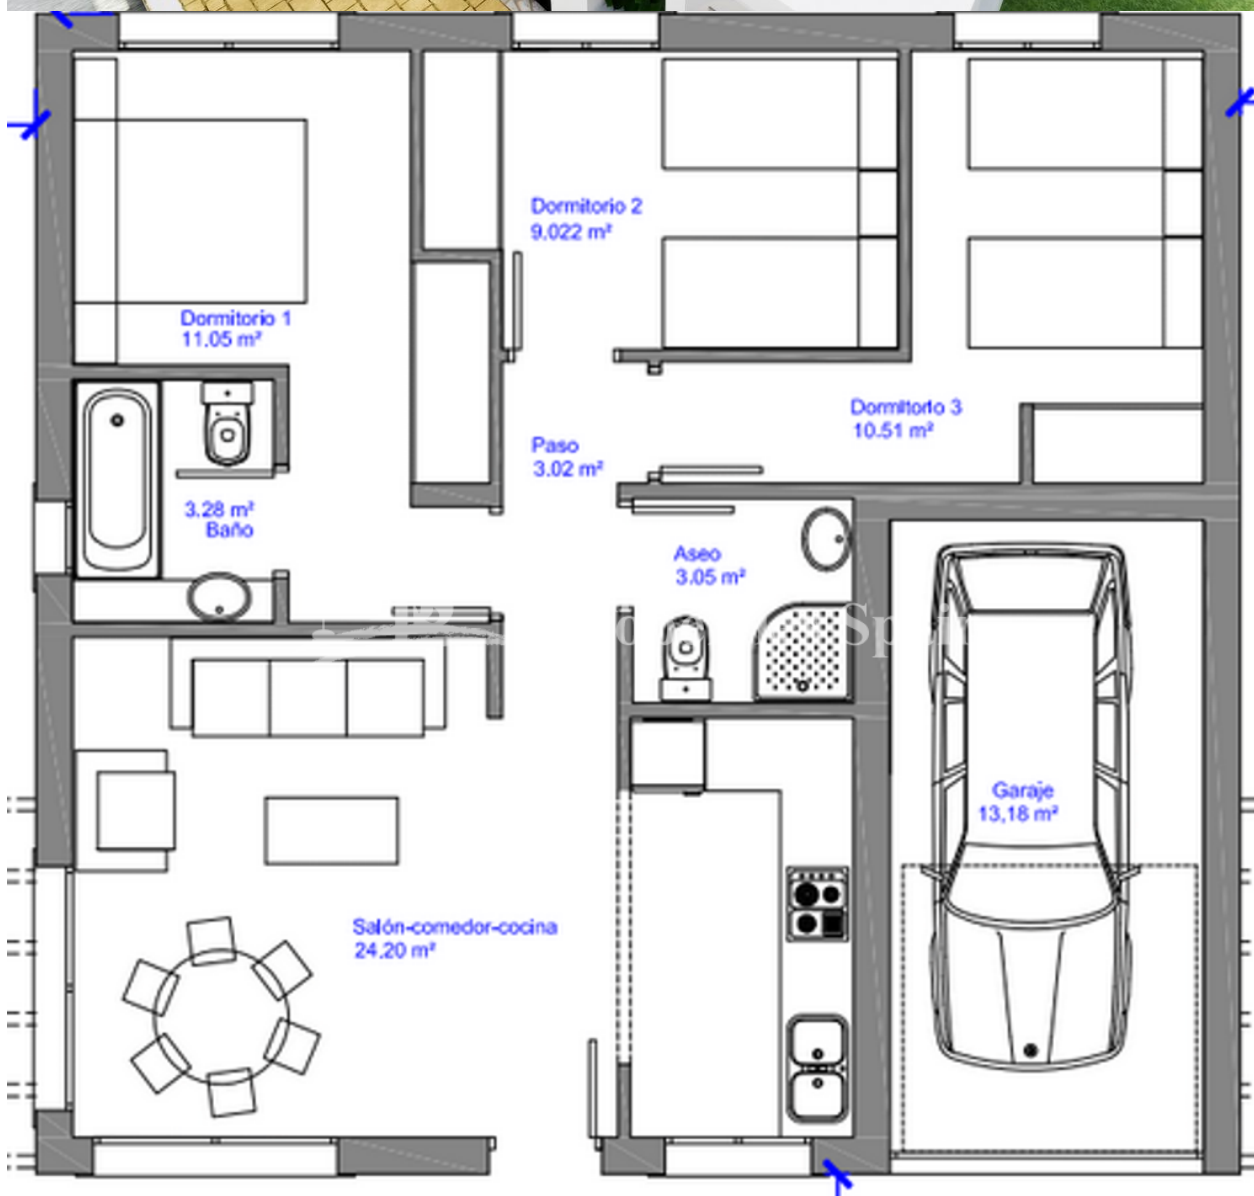 Dormitorio 2
9.022 m²
Dormitorio 1
11.05 m²
Dormitorio 3
10.51 m²
Paso
3.02 m²
3.28 m²
Baño
Aseo
3.05 m²
Garaje
13,18 m²
Salón-comedor-cocina
24.20 m²